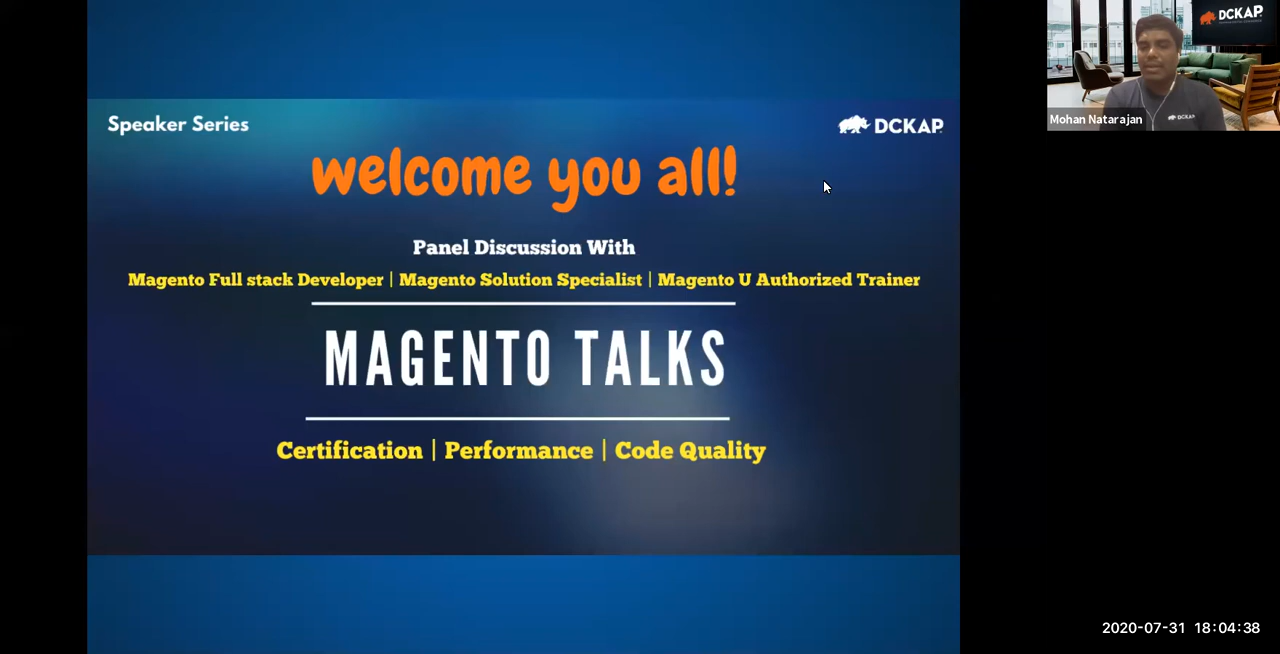 Speaker Series
DCKAP
welcome you all!
Panel Discussion With
Magento Full stack Developer | Magento Solution Specialist | Magento U Authorized Trainer
MAGENTO TALKS
Certification | Performance | Code Quality
DCKAP
DCKAP
Mohan Natarajan
2020-07-31 18:04:38